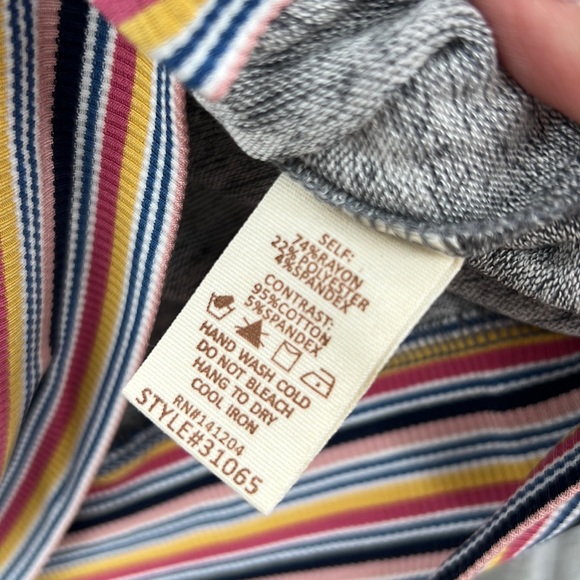 SELF:
74%RAYON
22%POLYESTER
4%SPANDEX
CONTRAST:
95%COTTON
5%SPANDEX
HAND WASH COLD
DO NOT BLEACH
HANG TO DRY
COOL IRON
RN#141204
STYLE#31065